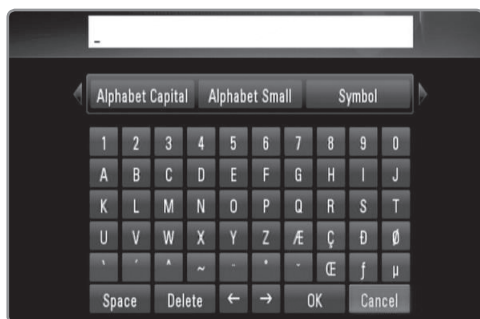 _
Alphabet Capital Alphabet Small Symbol
1 2 3 4 5 6 7 8 9 0
A B C D E F G H I J
K L M N O P Q R S T
U V W X Y Z Æ Ç Ð Ø
` ´ ^ ~ Œ ƒ µ
Space Delete ← → OK Cancel